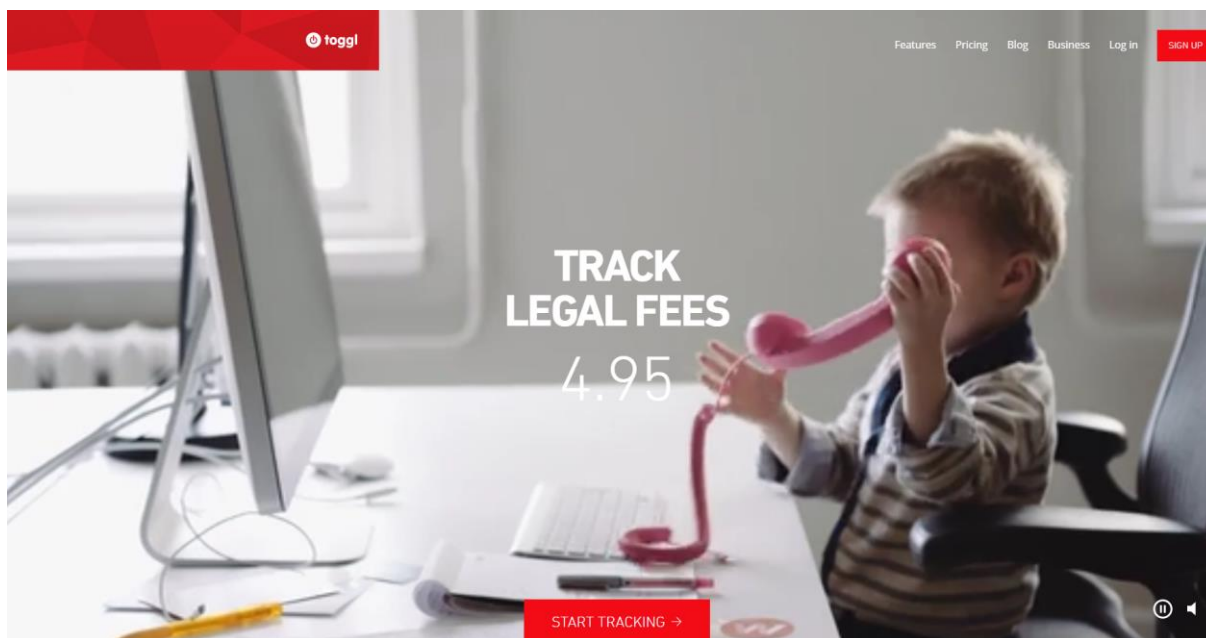 toggl
Features Pricing Blog Business Log in SIGN UP
TRACK
LEGAL FEES
4.95
START TRACKING →